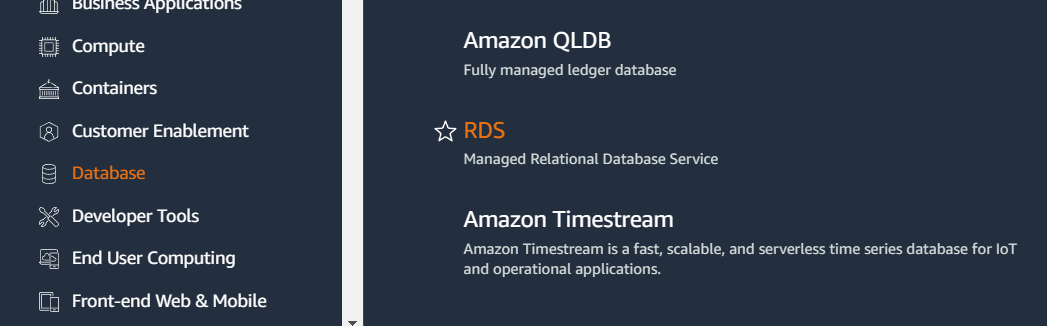 Business Applications
Compute
Containers
Customer Enablement
Database
Developer Tools
End User Computing
Front-end Web & Mobile
Amazon QLDB
Fully managed ledger database
RDS
Managed Relational Database Service
Amazon Timestream
Amazon Timestream is a fast, scalable, and serverless time series database for IoT
and operational applications.